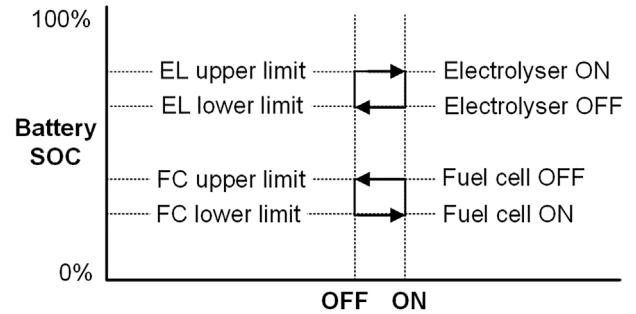 100%
EL upper limit Electrolyser ON
EL lower limit Electrolyser OFF
Battery
SOC
FC upper limit Fuel cell OFF
FC lower limit Fuel cell ON
0%
OFF ON